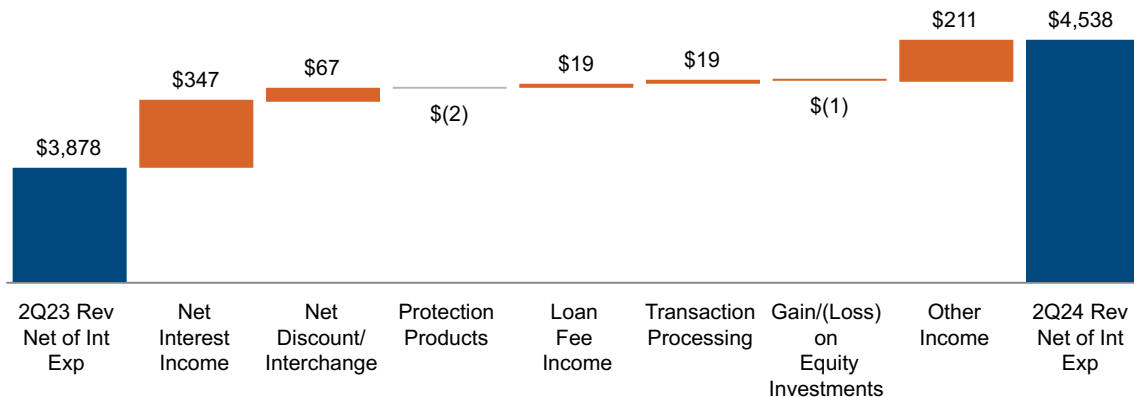 $3,878
$347
$67
$(2)
$19
$19
$(1)
$211
$4,538
2Q23 Rev
Net of Int
Exp
Net
Interest
Income
Net
Discount/
Interchange
Protection
Products
Loan
Fee
Income
Transaction
Processing
Gain/(Loss)
on
Equity
Investments
Other
Income
2Q24 Rev
Net of Int
Exp